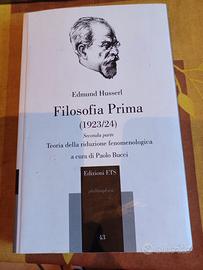 Edmund Husserl
Filosofia Prima
(1923/24)
Seconda parte
Teoria della riduzione fenomenologica
a cura di Paolo Bucci
Edizioni ETS
philosophica
43
subito